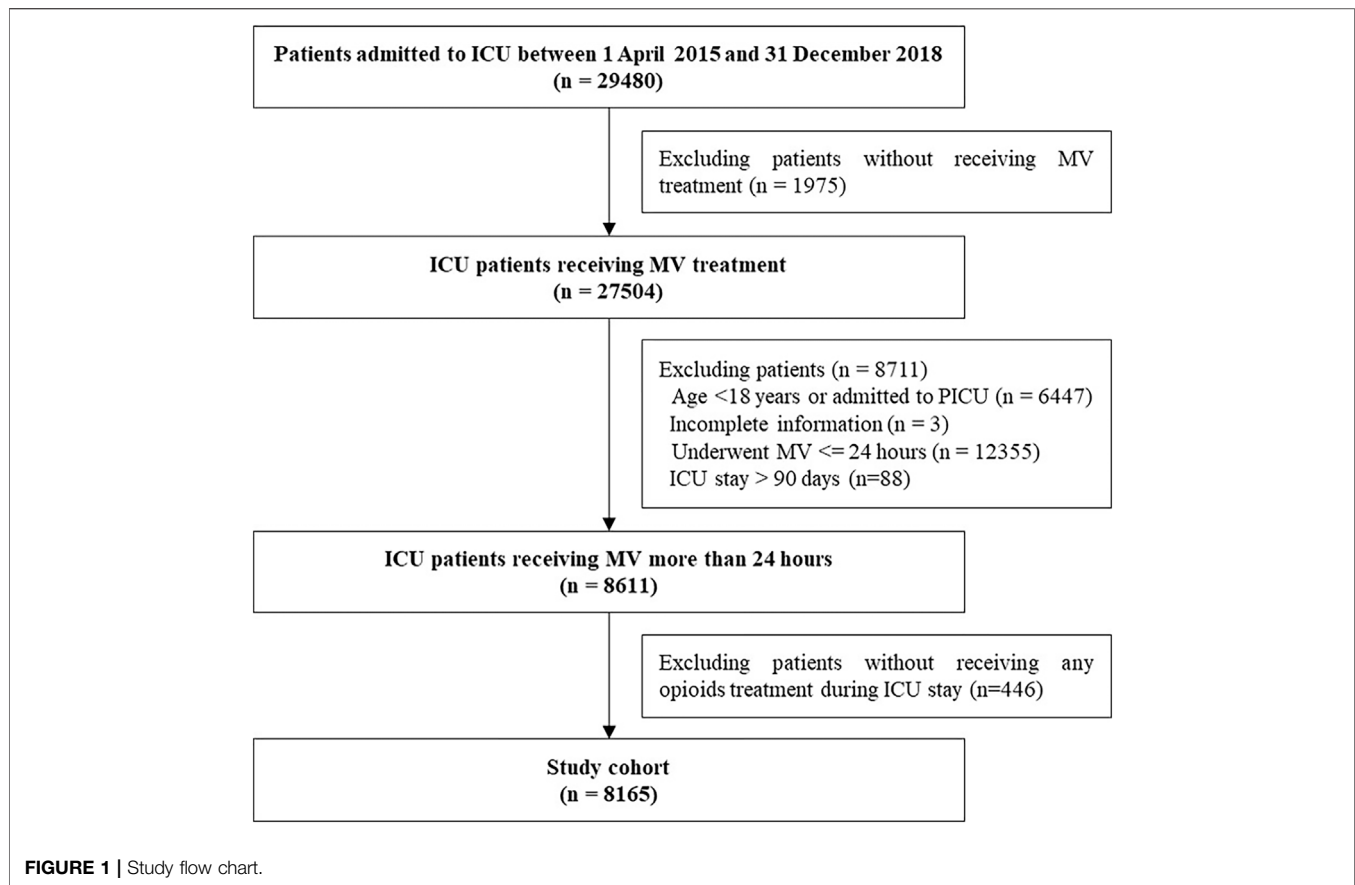 Patients admitted to ICU between 1 April 2015 and 31 December 2018
(n = 29480)
Excluding patients without receiving MV
treatment (n = 1975)
ICU patients receiving MV treatment
(n = 27504)
Excluding patients (n = 8711)
Age <18 years or admitted to PICU (n = 6447)
Incomplete information (n = 3)
Underwent MV <= 24 hours (n = 12355)
ICU stay > 90 days (n=88)
ICU patients receiving MV more than 24 hours
(n = 8611)
Excluding patients without receiving any
opioids treatment during ICU stay (n=446)
Study cohort
(n = 8165)
FIGURE 1 | Study flow chart.